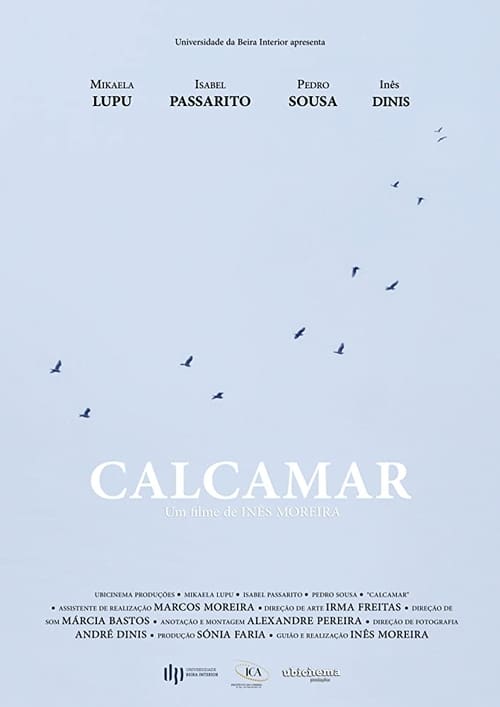 Universidade da Beira Interior apresenta
MIKAELA LUPU
ISABEL PASSARITO
PEDRO SOUSA
INÊS DINIS
CALCAMAR
Um filme de INÊS MOREIRA
UBICINEMA PRODUÇÕES • MIKAELA LUPU • ISABEL PASSARITO • PEDRO SOUSA • "CALCAMAR"
• ASSISTENTE DE REALIZAÇÃO MARCOS MOREIRA • DIREÇÃO DE ARTE IRMA FREITAS • DIREÇÃO DE
SOM MÁRCIA BASTOS • ANOTAÇÃO E MONTAGEM ALEXANDRE PEREIRA • DIREÇÃO DE FOTOGRAFIA
ANDRÉ DINIS • PRODUÇÃO SÓNIA FARIA • GUIÃO E REALIZAÇÃO INÊS MOREIRA
UNIVERSIDADE
BEIRA INTERIOR
ICA
ubicinema
produções